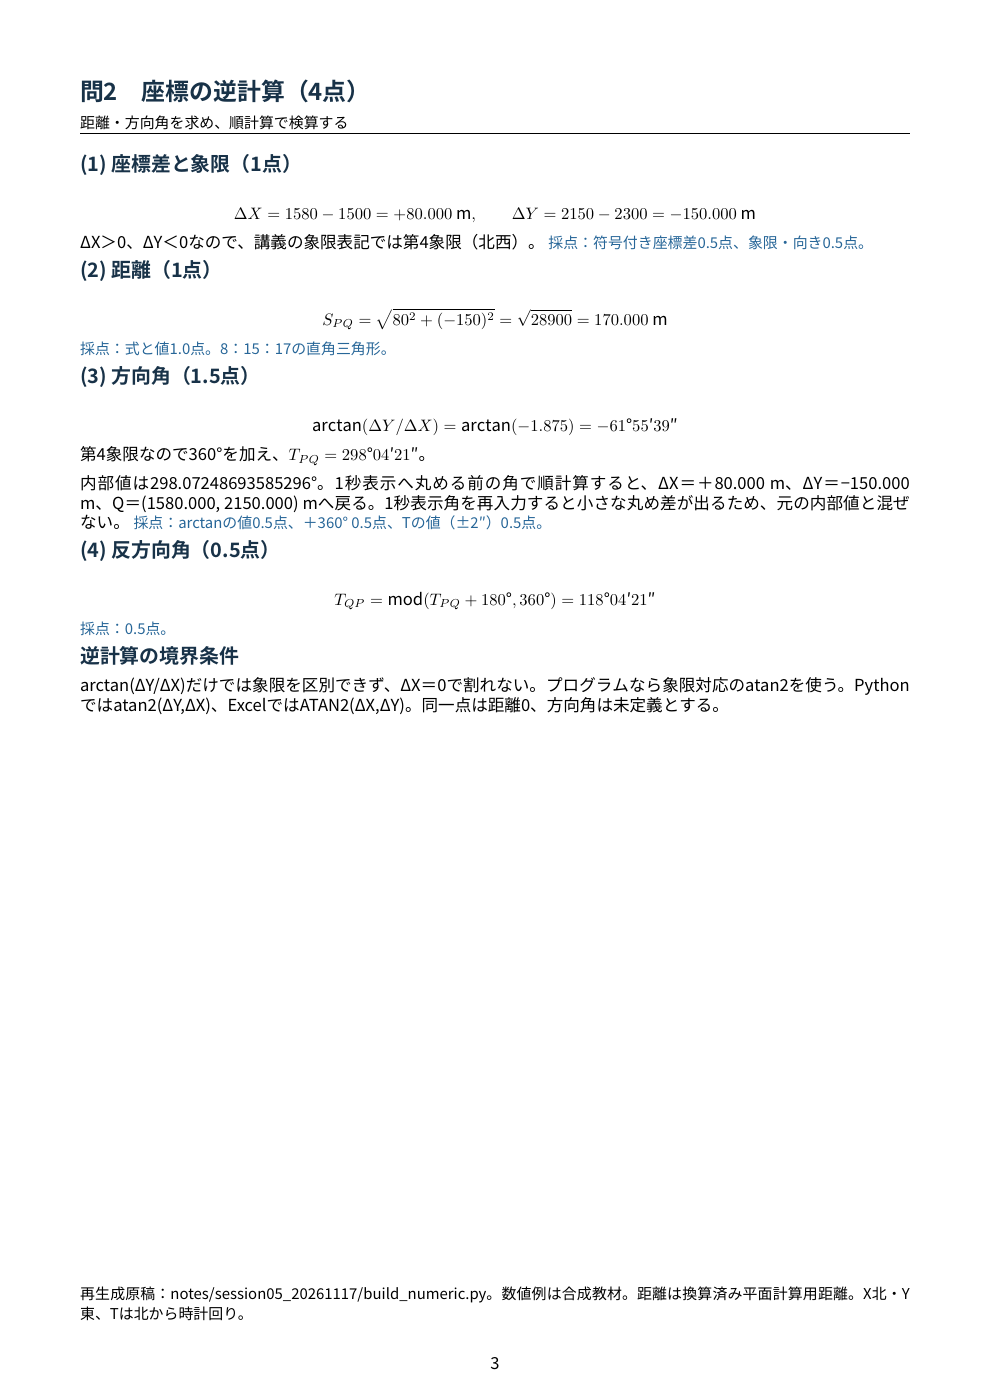 問2　座標の逆計算（4点）
距離・方向角を求め、順計算で検算する
(1) 座標差と象限（1点）
ΔX = 1580 − 1500 = +80.000 m,　　ΔY = 2150 − 2300 = −150.000 m
ΔX＞0、ΔY＜0なので、講義の象限表記では第4象限（北西）。 採点：符号付き座標差0.5点、象限・向き0.5点。
(2) 距離（1点）
S_{PQ} = √(80² + (−150)²) = √28900 = 170.000 m
採点：式と値1.0点。8：15：17の直角三角形。
(3) 方向角（1.5点）
arctan(ΔY/ΔX) = arctan(−1.875) = −61°55′39″
第4象限なので360°を加え、T_{PQ} = 298°04′21″。
内部値は298.07248693585296°。1秒表示へ丸める前の角で順計算すると、ΔX＝＋80.000 m、ΔY＝−150.000
m、Q＝(1580.000, 2150.000) mへ戻る。1秒表示角を再入力すると小さな丸め差が出るため、元の内部値と混ぜ
ない。 採点：arctanの値0.5点、＋360° 0.5点、Tの値（±2″）0.5点。
(4) 反方向角（0.5点）
T_{QP} = mod(T_{PQ} + 180°, 360°) = 118°04′21″
採点：0.5点。
逆計算の境界条件
arctan(ΔY/ΔX)だけでは象限を区別できず、ΔX＝0で割れない。プログラムなら象限対応のatan2を使う。Python
ではatan2(ΔY,ΔX)、ExcelではATAN2(ΔX,ΔY)。同一点は距離0、方向角は未定義とする。
再生成原稿：notes/session05_20261117/build_numeric.py。数値例は合成教材。距離は換算済み平面計算用距離。X北・Y
東、Tは北から時計回り。
3